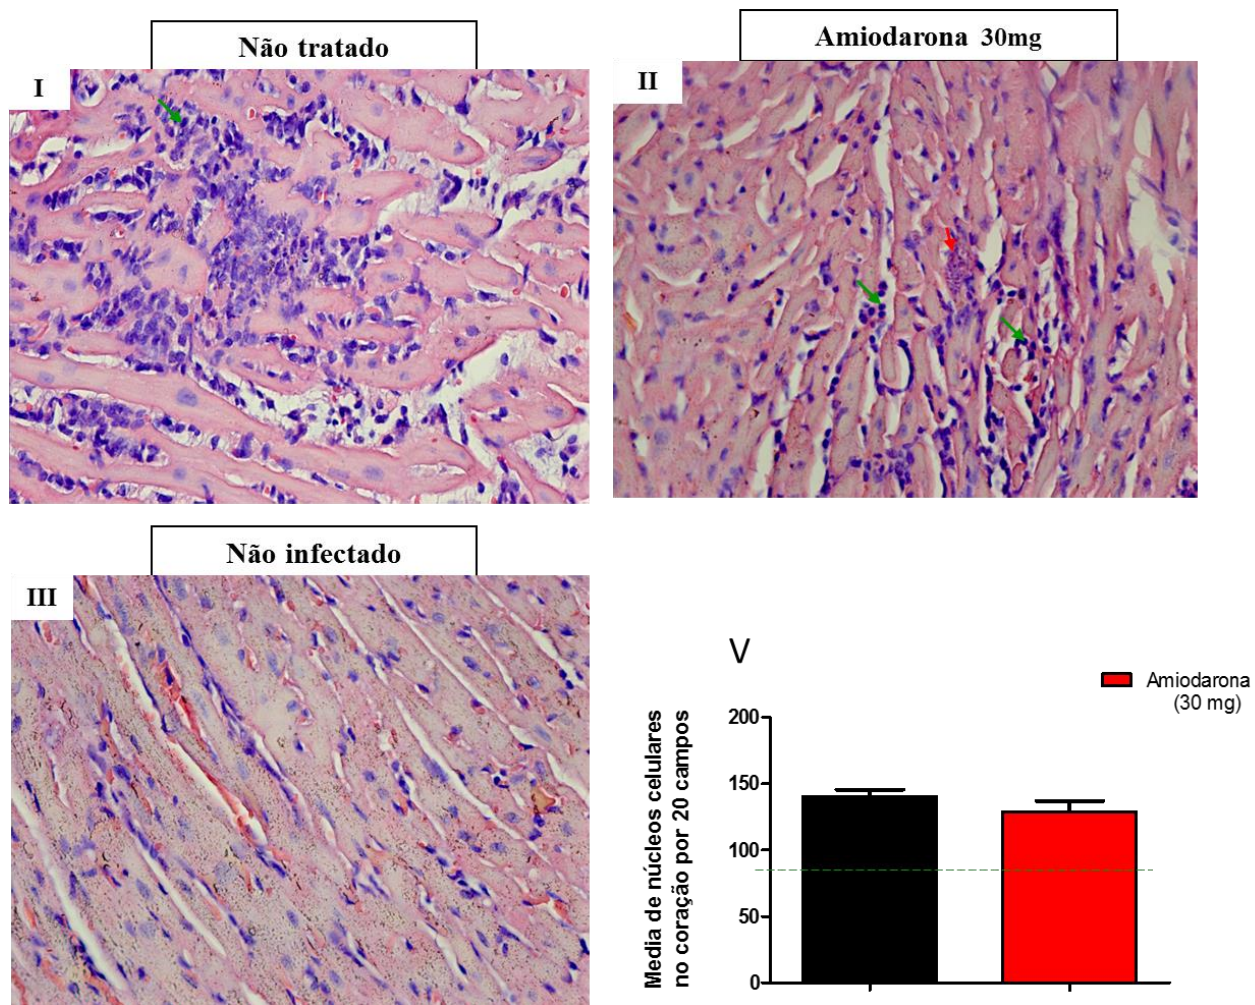 Não tratado
Amiodarona 30mg
I
II
Não infectado
III
V
Amiodarona
(30 mg)
Media de núcleos celulares
no coração por 20 campos
200
150
100
50
0